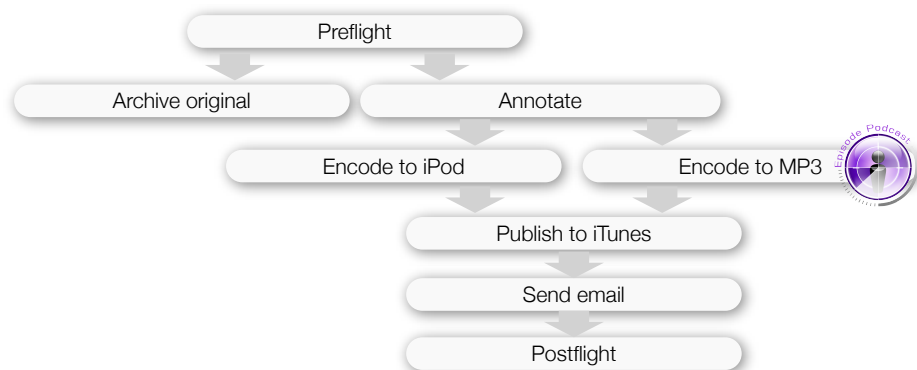 Preflight
Archive original
Annotate
Encode to iPod
Encode to MP3
Episode Podcast
Publish to iTunes
Send email
Postflight